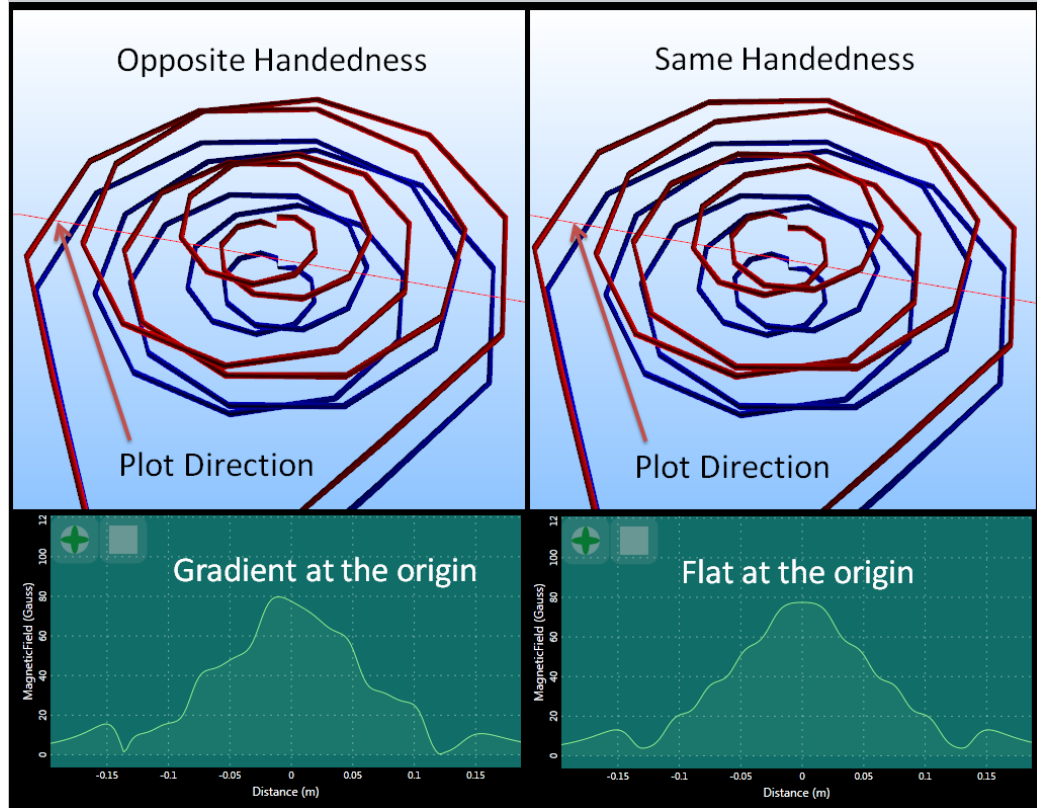 Opposite Handedness
Plot Direction
Same Handedness
Plot Direction
Gradient at the origin
MagneticField (Gauss)
12
100
80
60
40
20
0
-0.15
-0.1
-0.05
0
0.05
0.1
0.15
Distance (m)
Flat at the origin
MagneticField (Gauss)
12
100
80
60
40
20
0
-0.15
-0.1
-0.05
0
0.05
0.1
0.15
Distance (m)